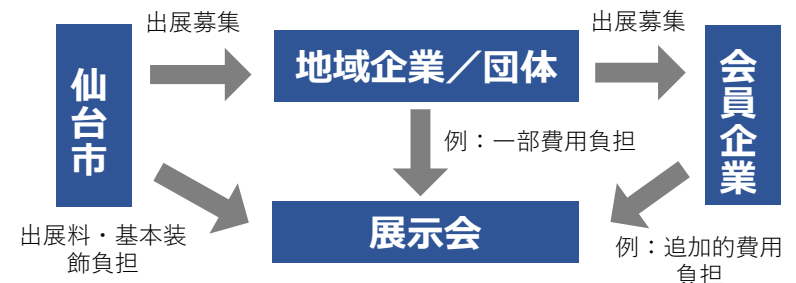 出展募集
出展募集
仙台市
地域企業／団体
会員企業
例：一部費用負担
展示会
出展料・基本装
飾負担
例：追加的費用
負担